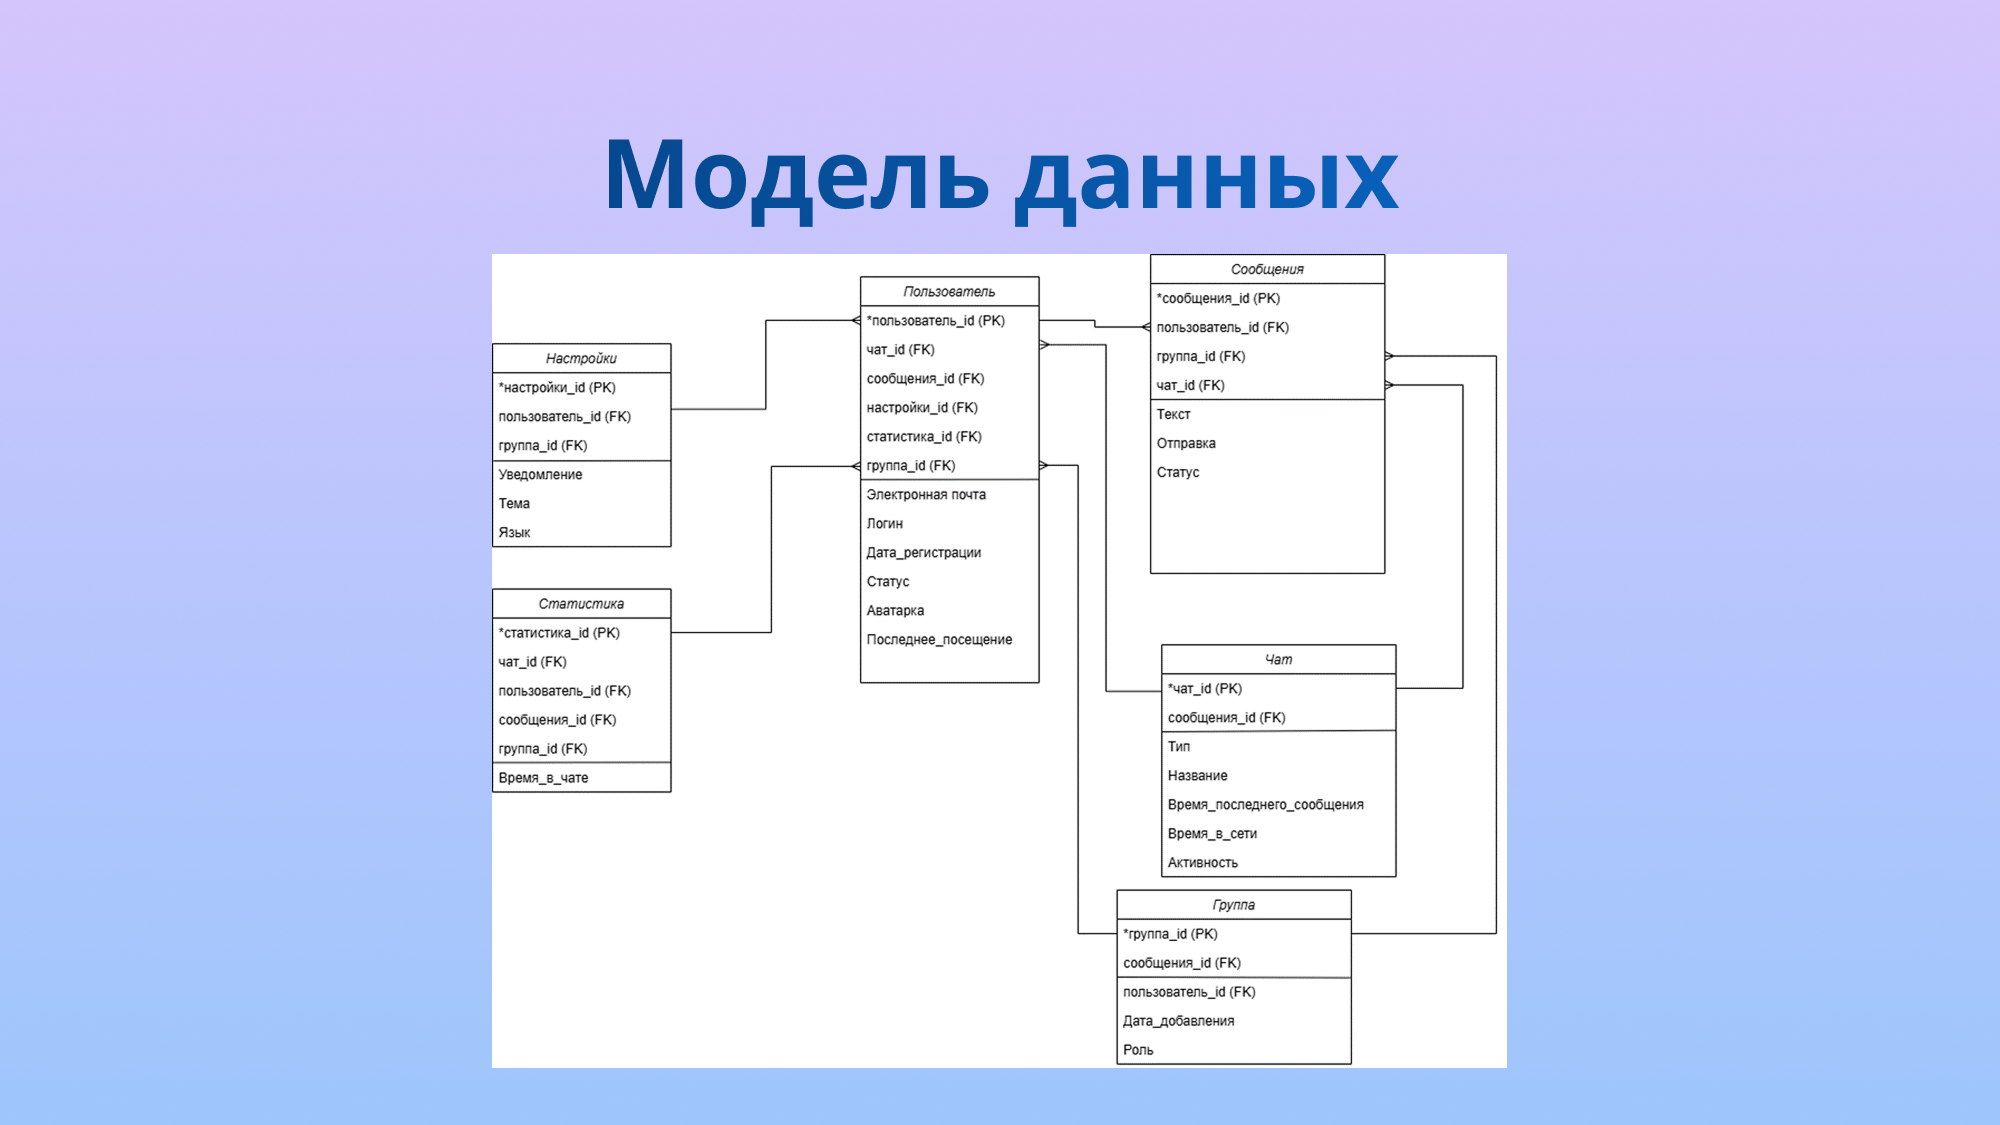 Модель данных
Настройки
*настройки_id (PK)
пользователь_id (FK)
группа_id (FK)
Уведомление
Тема
Язык
Статистика
*статистика_id (PK)
чат_id (FK)
пользователь_id (FK)
сообщения_id (FK)
группа_id (FK)
Время_в_чате
Пользователь
*пользователь_id (PK)
чат_id (FK)
сообщения_id (FK)
настройки_id (FK)
статистика_id (FK)
группа_id (FK)
Электронная почта
Логин
Дата_регистрации
Статус
Аватарка
Последнее_посещение
Сообщения
*сообщения_id (PK)
пользователь_id (FK)
группа_id (FK)
чат_id (FK)
Текст
Отправка
Статус
Чат
*чат_id (PK)
сообщения_id (FK)
Тип
Название
Время_последнего_сообщения
Время_в_сети
Активность
Группа
*группа_id (PK)
сообщения_id (FK)
пользователь_id (FK)
Дата_добавления
Роль